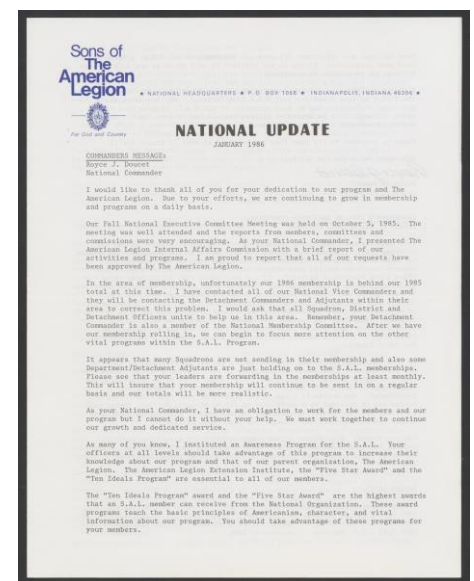 Sons of
The
American
Legion
★ NATIONAL HEADQUARTERS ★ P. O. BOX 1055 ★ INDIANAPOLIS, INDIANA 46206 ★
For God and Country
NATIONAL UPDATE
JANUARY 1986
COMMANDERS MESSAGE:
Royce J. Doucet
National Commander
I would like to thank all of you for your dedication to our program and The
American Legion. Due to your efforts, we are continuing to grow in membership
and programs on a daily basis.
Our Fall National Executive Committee Meeting was held on October 5, 1985. The
meeting was well attended and the reports from members, committees and
commissions were very encouraging. As your National Commander, I presented The
American Legion Internal Affairs Commission with a brief report of our
activities and programs. I am proud to report that all of our requests have
been approved by The American Legion.
In the area of membership, unfortunately our 1986 membership is behind our 1985
total at this time. I have contacted all of our National Vice Commanders and
they will be contacting the Detachment Commanders and Adjutants within their
area to correct this problem. I would ask that all Squadron, District and
Detachment Officers unite to help us in this area. Remember, your Detachment
Commander is also a member of the National Membership Committee. After we have
our membership rolling in, we can begin to focus more attention on the other
vital programs within the S.A.L. Program.
It appears that many Squadrons are not sending in their membership and also some
Department/Detachment Adjutants are just holding on to the S.A.L. memberships.
Please see that your leaders are forwarding in the memberships at least monthly.
This will insure that your membership will continue to be sent in on a regular
basis and our totals will be more realistic.
As your National Commander, I have an obligation to work for the members and our
program but I cannot do it without your help. We must work together to continue
our growth and dedicated service.
As many of you know, I instituted an Awareness Program for the S.A.L. Your
officers at all levels should take advantage of this program to increase their
knowledge about our program and that of our parent organization, The American
Legion. The American Legion Extension Institute, the "Five Star Award" and the
"Ten Ideals Program" are essential to all of our members.
The "Ten Ideals Program" award and the "Five Star Award" are the highest awards
that an S.A.L. member can receive from the National Organization. These award
programs teach the basic principles of Americanism, character, and vital
information about our program. You should take advantage of these programs for
your members.